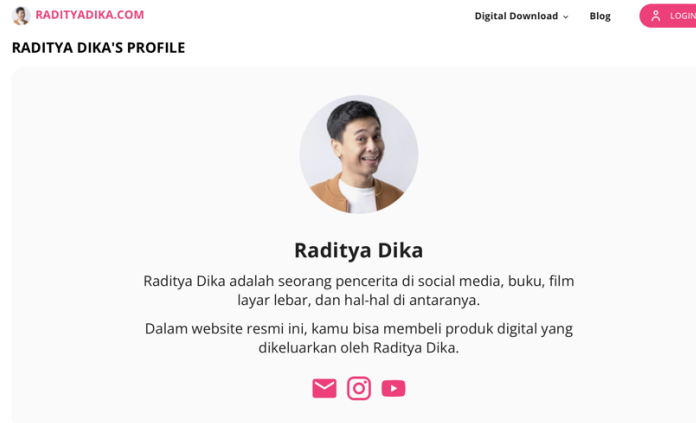 RADITYADIKA.COM
Digital Download
Blog
LOGIN
RADITYA DIKA'S PROFILE
Raditya Dika
Raditya Dika adalah seorang pencerita di social media, buku, film
layar lebar, dan hal-hal di antaranya.
Dalam website resmi ini, kamu bisa membeli produk digital yang
dikeluarkan oleh Raditya Dika.